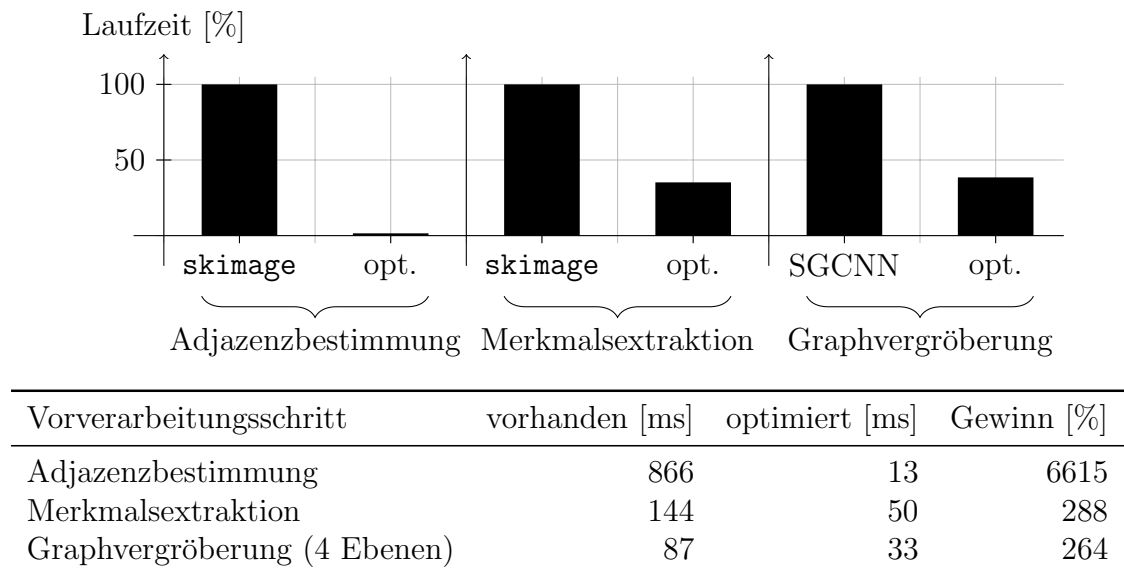 Laufzeit [%]
100
50
skimage opt. skimage opt. SGCNN opt.
Adjazenzbestimmung Merkmalsextraktion Graphvergröberung
Vorverarbeitungsschritt vorhanden [ms] optimiert [ms] Gewinn [%]
Adjazenzbestimmung 866 13 6615
Merkmalsextraktion 144 50 288
Graphvergröberung (4 Ebenen) 87 33 264